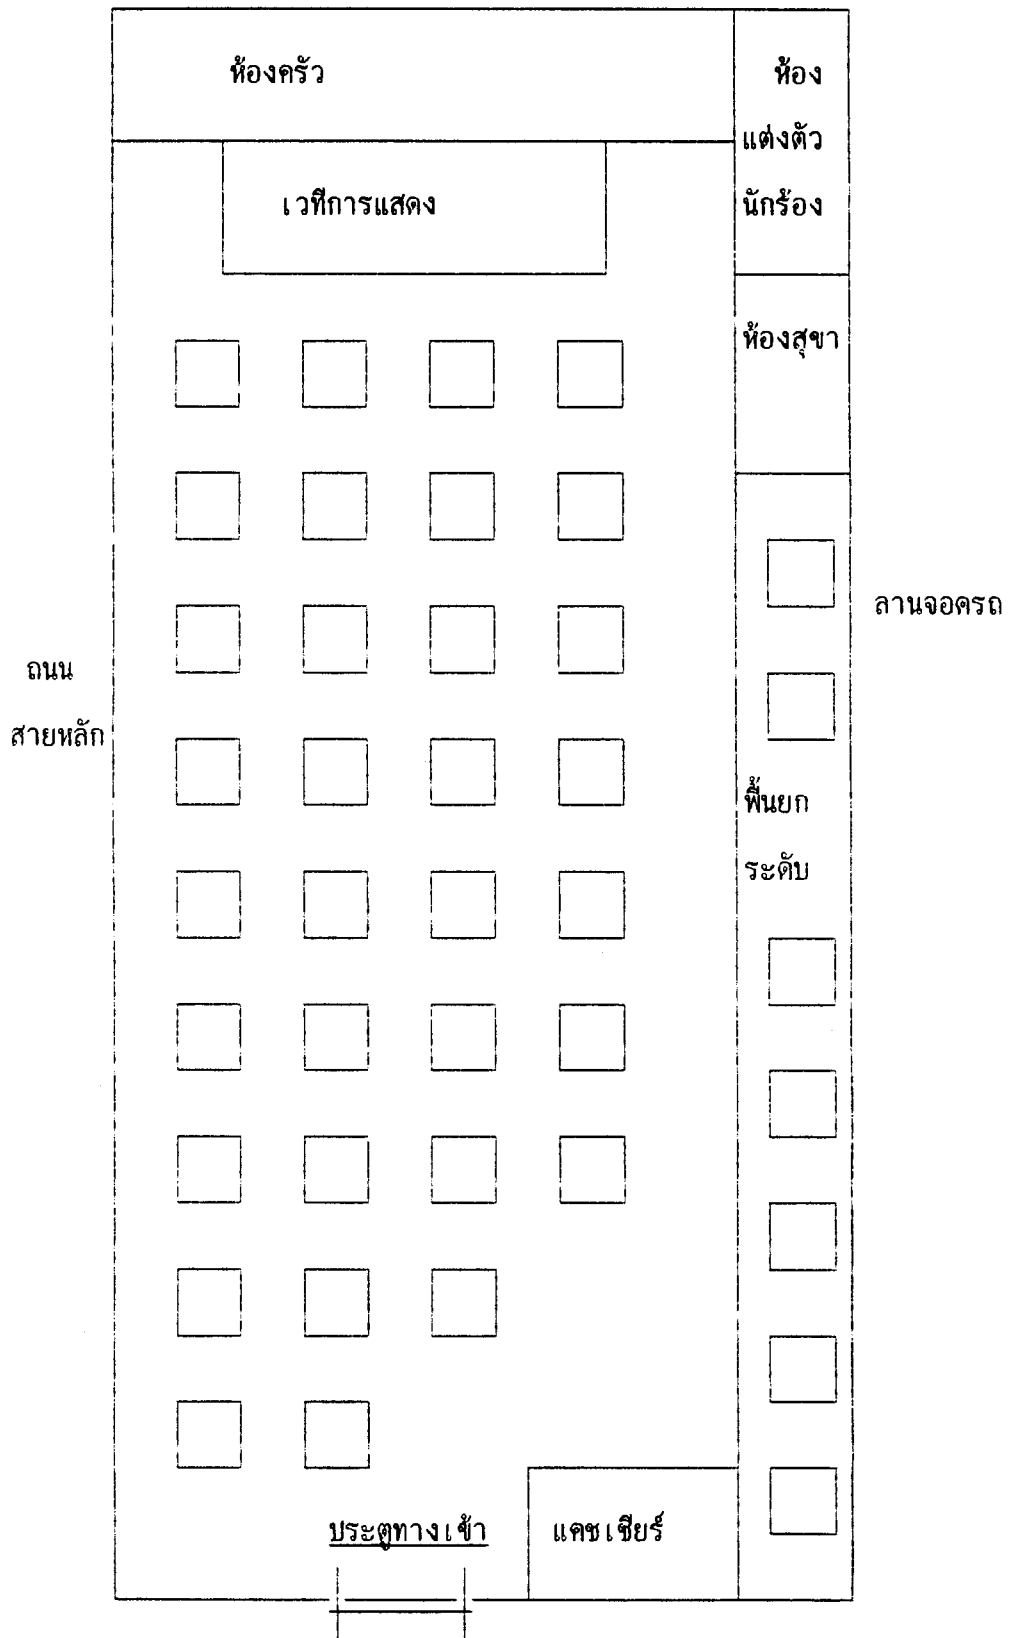 ห้องครัว
ห้อง
แต่งตัว
นักร้อง
เวทีการแสดง
ห้องสุขา
ลานจอดรถ
ถนน
สายหลัก
พื้นยก
ระดับ
ประตูทางเข้า
แคชเชียร์